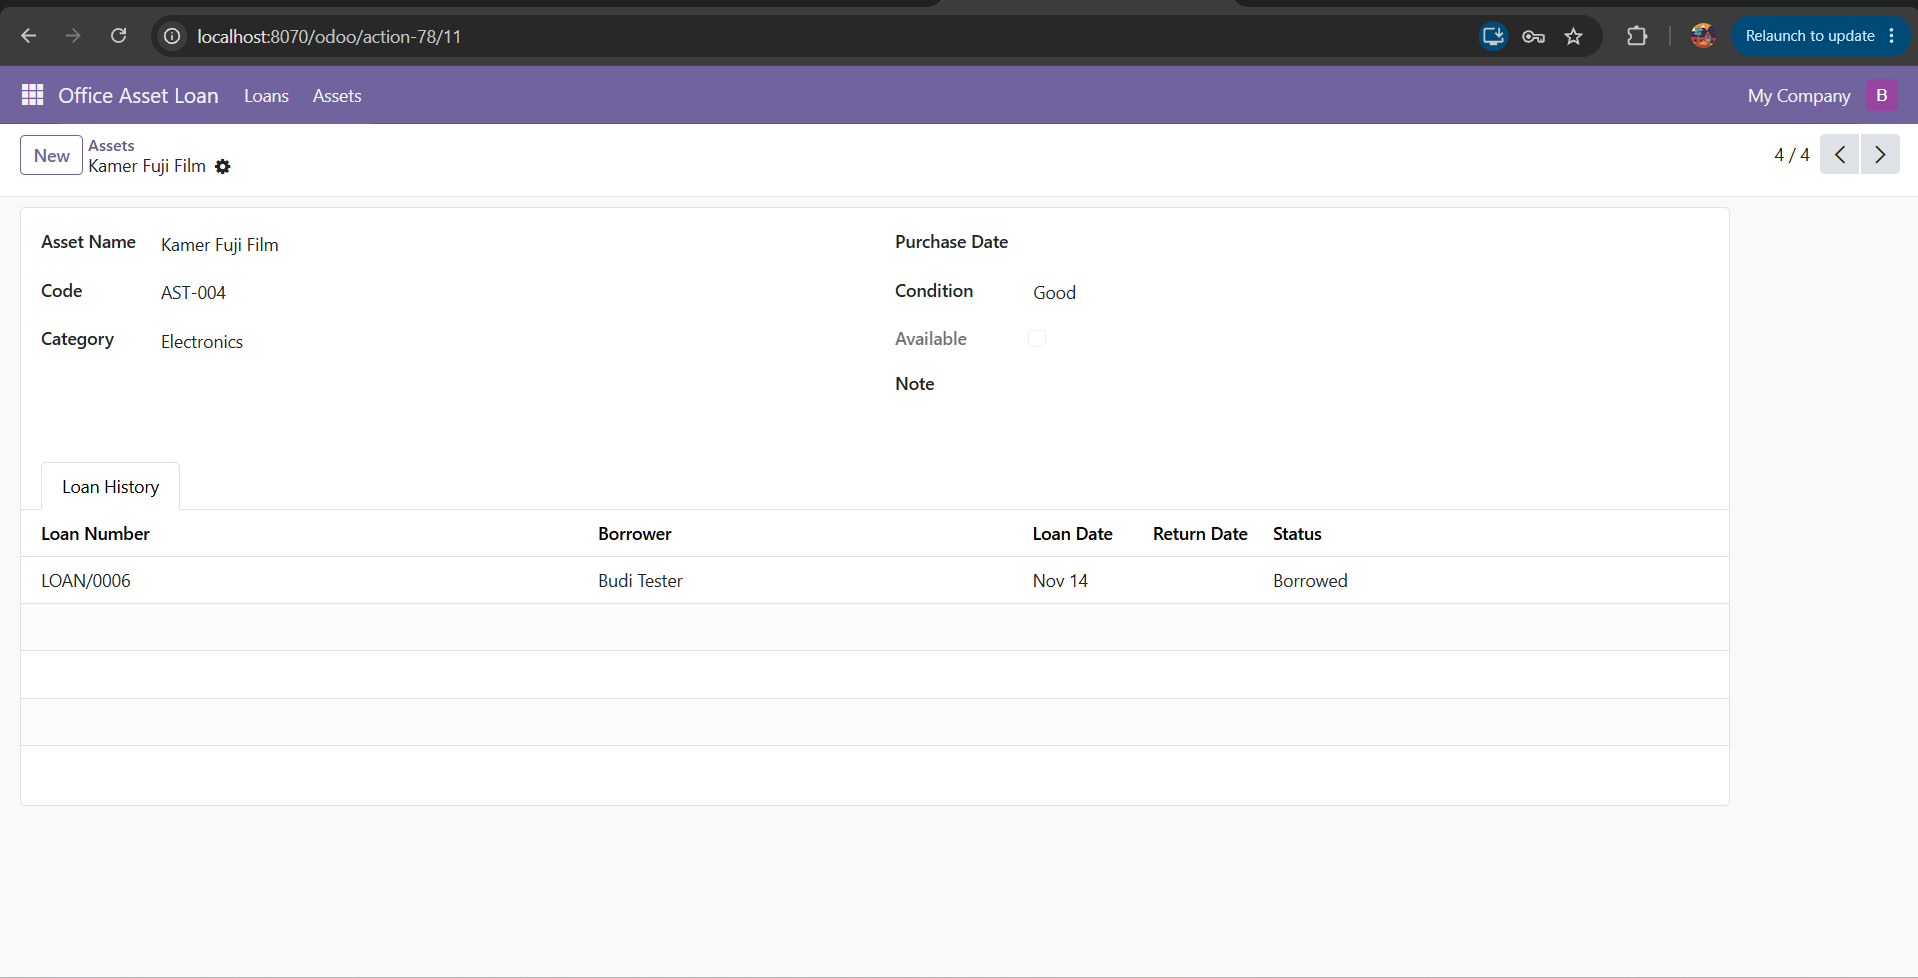 localhost:8070/odoo/action-78/11
Relaunch to update
Office Asset Loan Loans Assets My Company B
New Assets
Kamer Fuji Film
4 / 4
Asset Name Kamer Fuji Film Purchase Date
Code AST-004 Condition Good
Category Electronics Available
Note
Loan History
Loan Number Borrower Loan Date Return Date Status
LOAN/0006 Budi Tester Nov 14 Borrowed